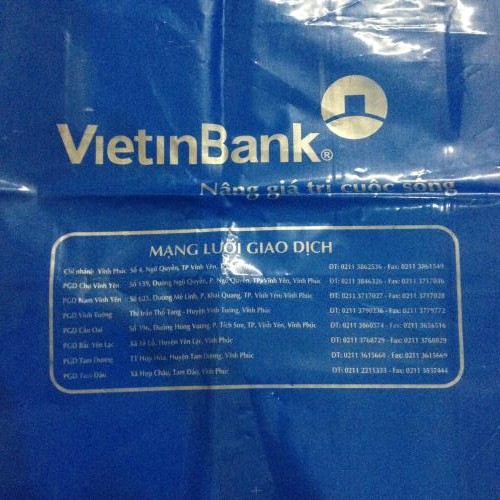 VietinBank®
Nâng giá trị cuộc sống
MẠNG LƯỚI GIAO DỊCH
Chi nhánh: Vĩnh Phúc Số 4, Ngô Quyền, TP Vĩnh Yên, ĐT: 0211 3862536 - Fax: 0211 3861549
PGD Chợ Vĩnh Yên Số 139, Đường Ngô Quyền, P. Ngô Quyền, TP Vĩnh Yên, Vĩnh Phúc ĐT: 0211 3846326 - Fax: 0211 3717036
PGD Nam Vĩnh Yên Số 625, Đường Mê Linh, P. Khai Quang, TP. Vĩnh Yên, Vĩnh Phúc ĐT: 0211 3717027 - Fax: 0211 3717028
PGD Vĩnh Tường Thị trấn Thổ Tang - Huyện Vĩnh Tường, Vĩnh Phúc ĐT: 0211 3790236 - Fax: 0211 3779772
PGD Cầu Oai Số 196, Đường Hùng Vương, P. Tích Sơn, TP. Vĩnh Yên, Vĩnh Phúc ĐT: 0211 3860574 - Fax: 0211 3656516
PGD Bắc Yên Lạc Xã Tề Lỗ, Huyện Yên Lạc, Vĩnh Phúc ĐT: 0211 3768729 - Fax: 0211 3768829
PGD Tam Dương TT Hợp Hòa, Huyện Tam Dương, Vĩnh Phúc ĐT: 0211 3615668 - Fax: 0211 3615669
PGD Tam Đảo Xã Hợp Châu, Tam Đảo, Vĩnh Phúc ĐT: 0211 2215333 - Fax: 0211 3857444